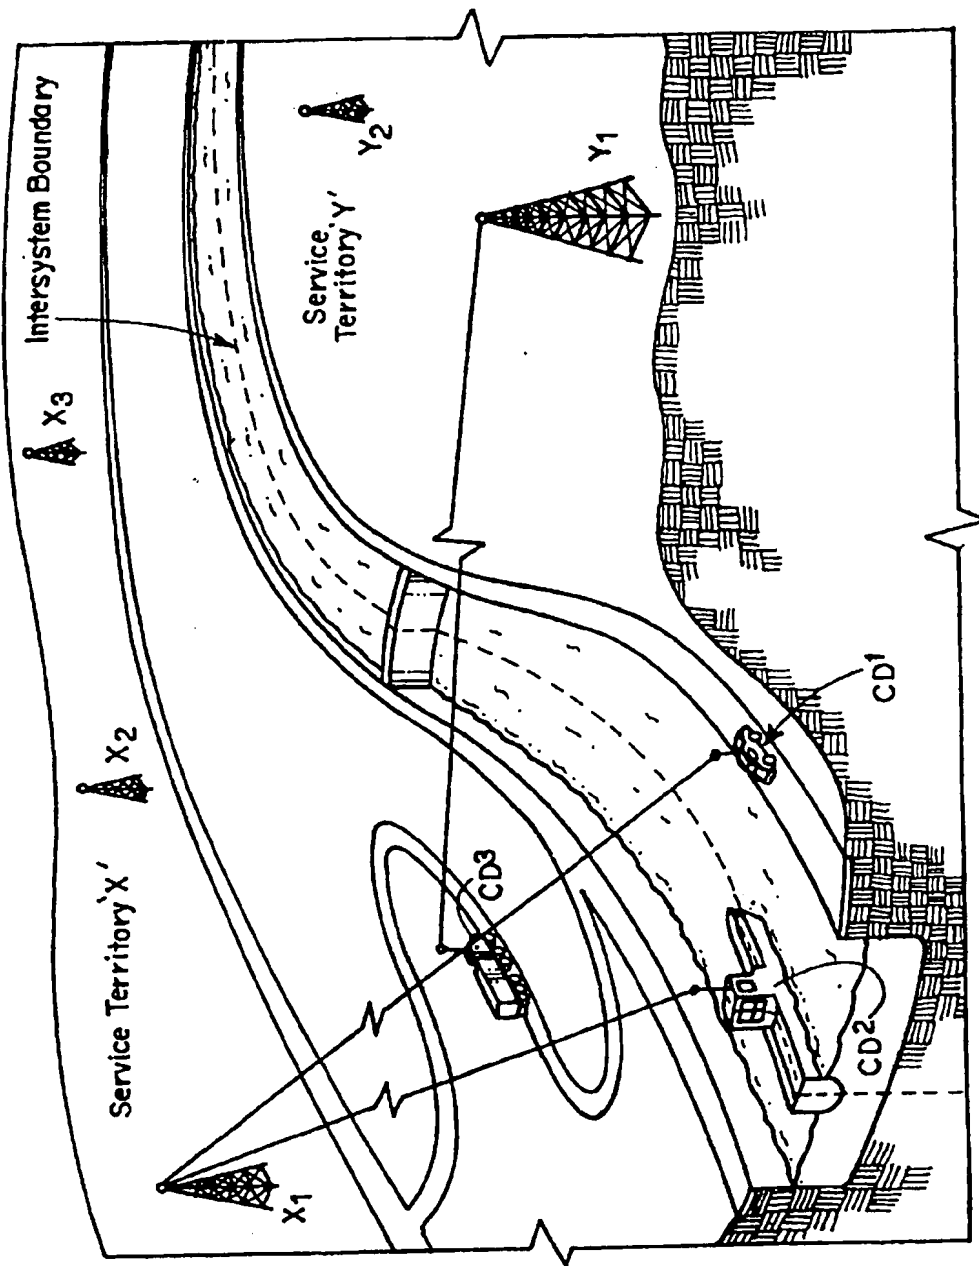 Intersystem Boundary
X3
X2
Service Territory 'X'
X1
Y2
Service
Territory 'Y'
Y1
CD3
CD1
CD2